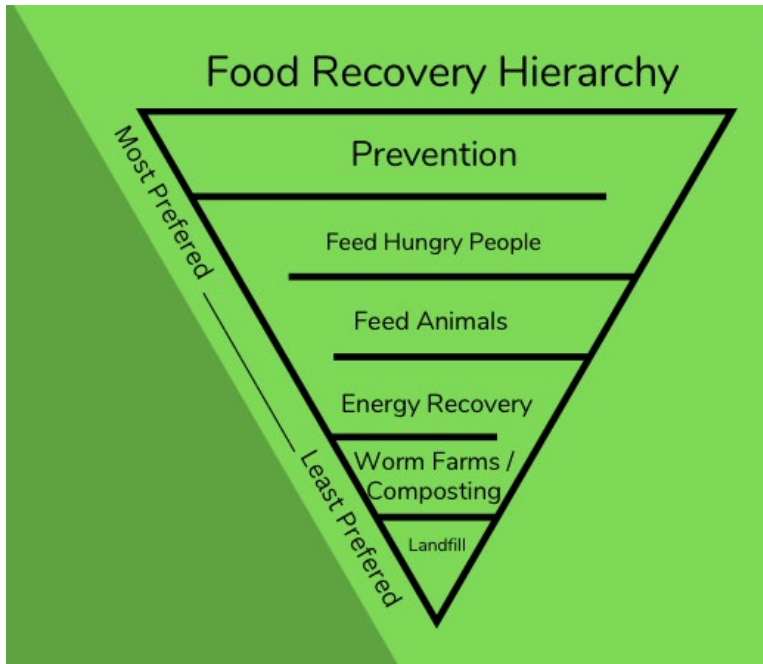 Food Recovery Hierarchy
Most Prefered
Prevention
Feed Hungry People
Feed Animals
Energy Recovery
Worm Farms /
Composting
Least Prefered
Landfill